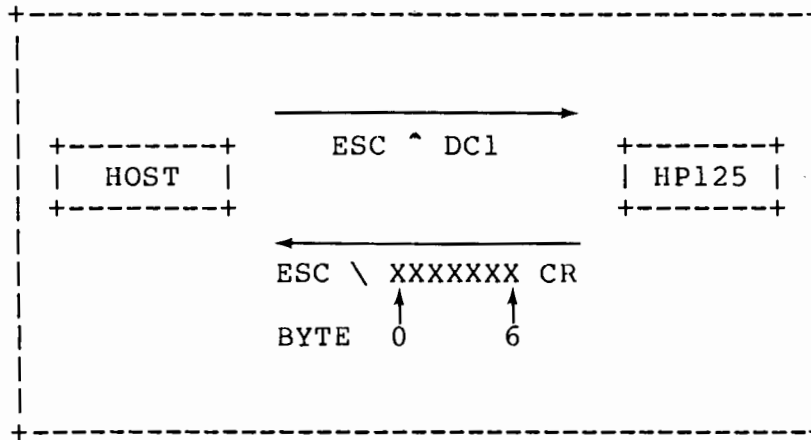 ESC ^ DC1
HOST
HP125
ESC \ XXXXXXX CR
BYTE 0 6